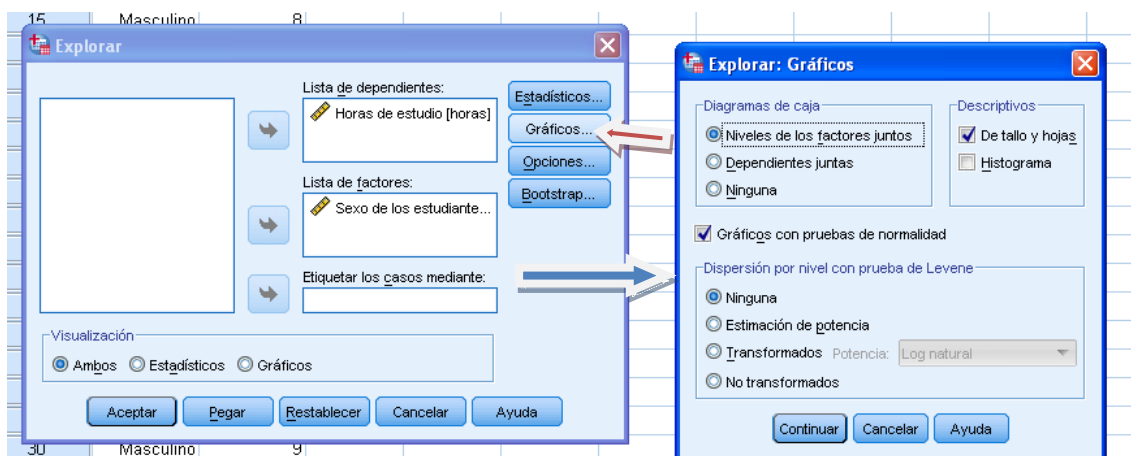 15 Masculino 8
Explorar
Lista de dependientes:
Horas de estudio [horas]
Lista de factores:
Sexo de los estudiante...
Etiquetar los casos mediante:
Estadísticos...
Gráficos...
Opciones...
Bootstrap...
Visualización
Ambos Estadísticos Gráficos
Aceptar Pegar Restablecer Cancelar Ayuda
30 Masculino 9
Explorar: Gráficos
Diagramas de caja
Niveles de los factores juntos
Dependientes juntas
Ninguna
Descriptivos
De tallo y hojas
Histograma
Gráficos con pruebas de normalidad
Dispersión por nivel con prueba de Levene
Ninguna
Estimación de potencia
Transformados Potencia: Log natural
No transformados
Continuar Cancelar Ayuda